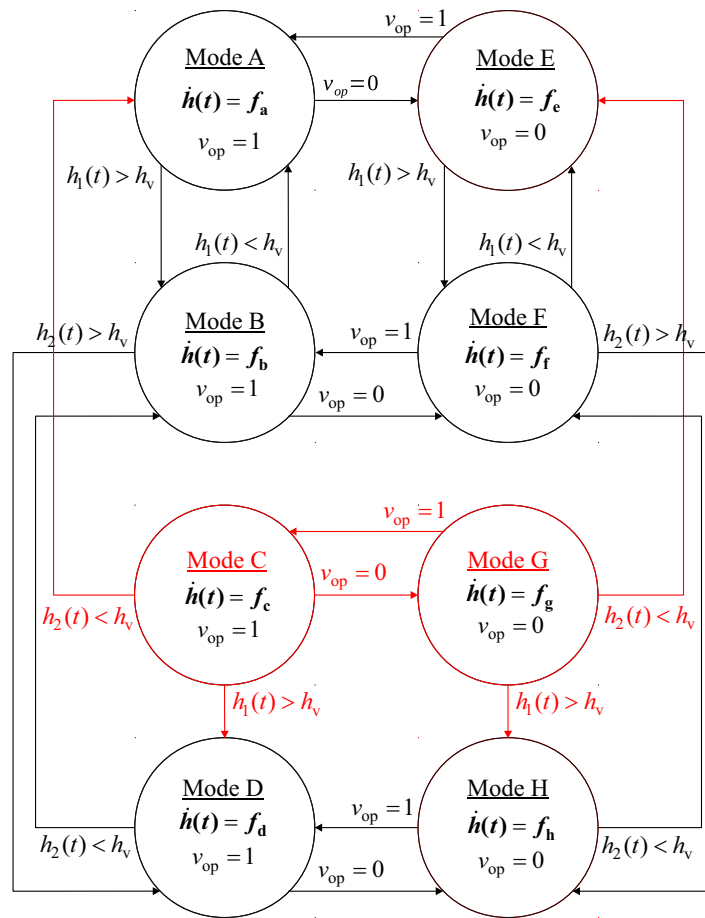 v_op = 1
Mode A
Mode E
ḣ(t) = f_a
v_op = 0
ḣ(t) = f_e
v_op = 1
v_op = 0
h_1(t) > h_v
h_1(t) > h_v
h_1(t) < h_v
h_1(t) < h_v
Mode B
Mode F
h_2(t) > h_v
v_op = 1
h_2(t) > h_v
ḣ(t) = f_b
ḣ(t) = f_f
v_op = 1
v_op = 0
v_op = 0
v_op = 1
Mode C
Mode G
v_op = 0
ḣ(t) = f_c
ḣ(t) = f_g
h_2(t) < h_v
v_op = 1
v_op = 0
h_2(t) < h_v
h_1(t) > h_v
h_1(t) > h_v
Mode D
Mode H
v_op = 1
ḣ(t) = f_d
ḣ(t) = f_h
h_2(t) < h_v
v_op = 1
v_op = 0
h_2(t) < h_v
v_op = 0